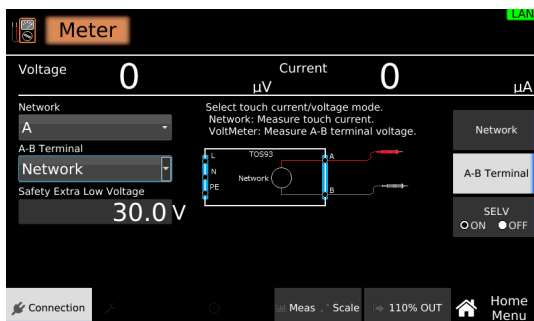 LAN
Meter
Voltage 0 µV Current 0 µA
Network
A
A-B Terminal
Network
Safety Extra Low Voltage
30.0 V
Select touch current/voltage mode.
Network: Measure touch current.
VoltMeter: Measure A-B terminal voltage.
TOS93
L
N
PE
Network
A
B
Network
A-B Terminal
SELV
ON OFF
Connection
Meas Scale
110% OUT
Home
Menu